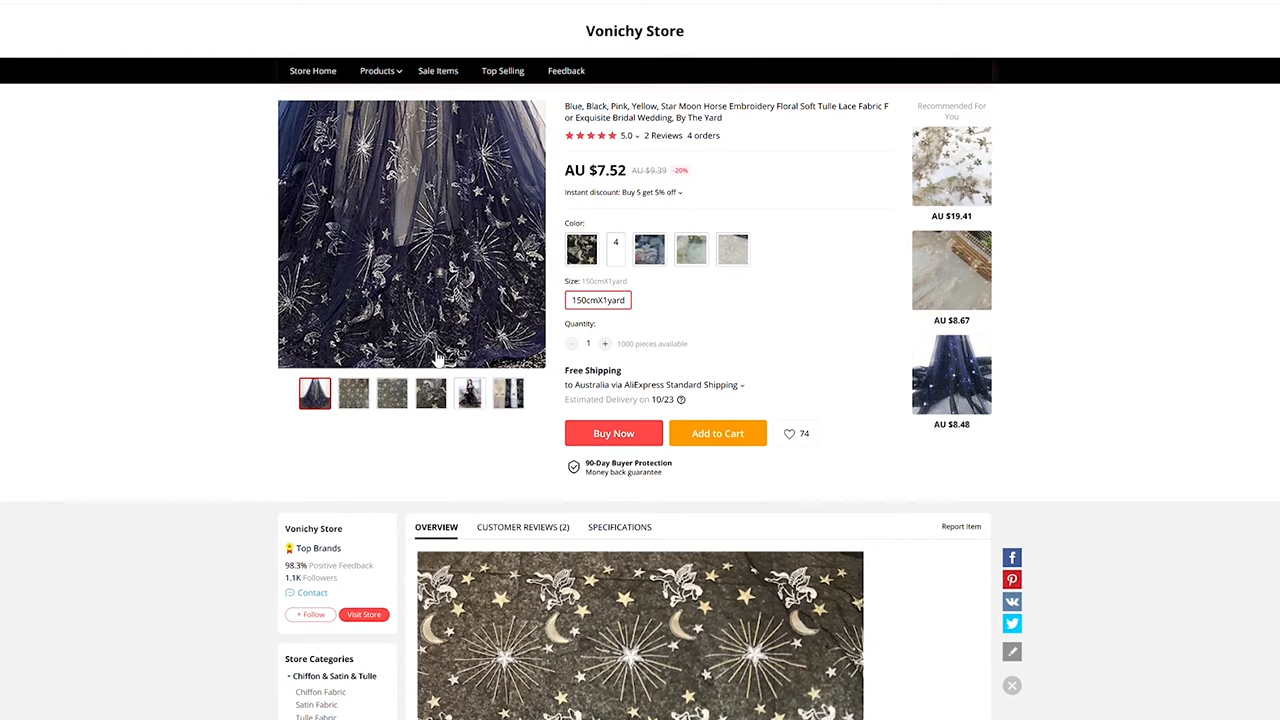 Vonichy Store
Store Home Products Sale Items Top Selling Feedback
Blue, Black, Pink, Yellow, Star Moon Horse Embroidery Floral Soft Tulle Lace Fabric F
or Exquisite Bridal Wedding, By The Yard
5.0 2 Reviews 4 orders
AU $7.52 AU $9.39 -20%
Instant discount: Buy 5 get 5% off
Color:
4
Size: 150cmX1yard
150cmX1yard
Quantity:
1 + 1000 pieces available
Free Shipping
to Australia via AliExpress Standard Shipping
Estimated Delivery on 10/23 ?
Buy Now Add to Cart 74
90-Day Buyer Protection
Money back guarantee
Recommended For
You
AU $19.41
AU $8.67
AU $8.48
Vonichy Store
Top Brands
98.3% Positive Feedback
1.1K Followers
Contact
+ Follow Visit Store
Store Categories
- Chiffon & Satin & Tulle
Chiffon Fabric
Satin Fabric
Tulle Fabric
OVERVIEW CUSTOMER REVIEWS (2) SPECIFICATIONS Report Item